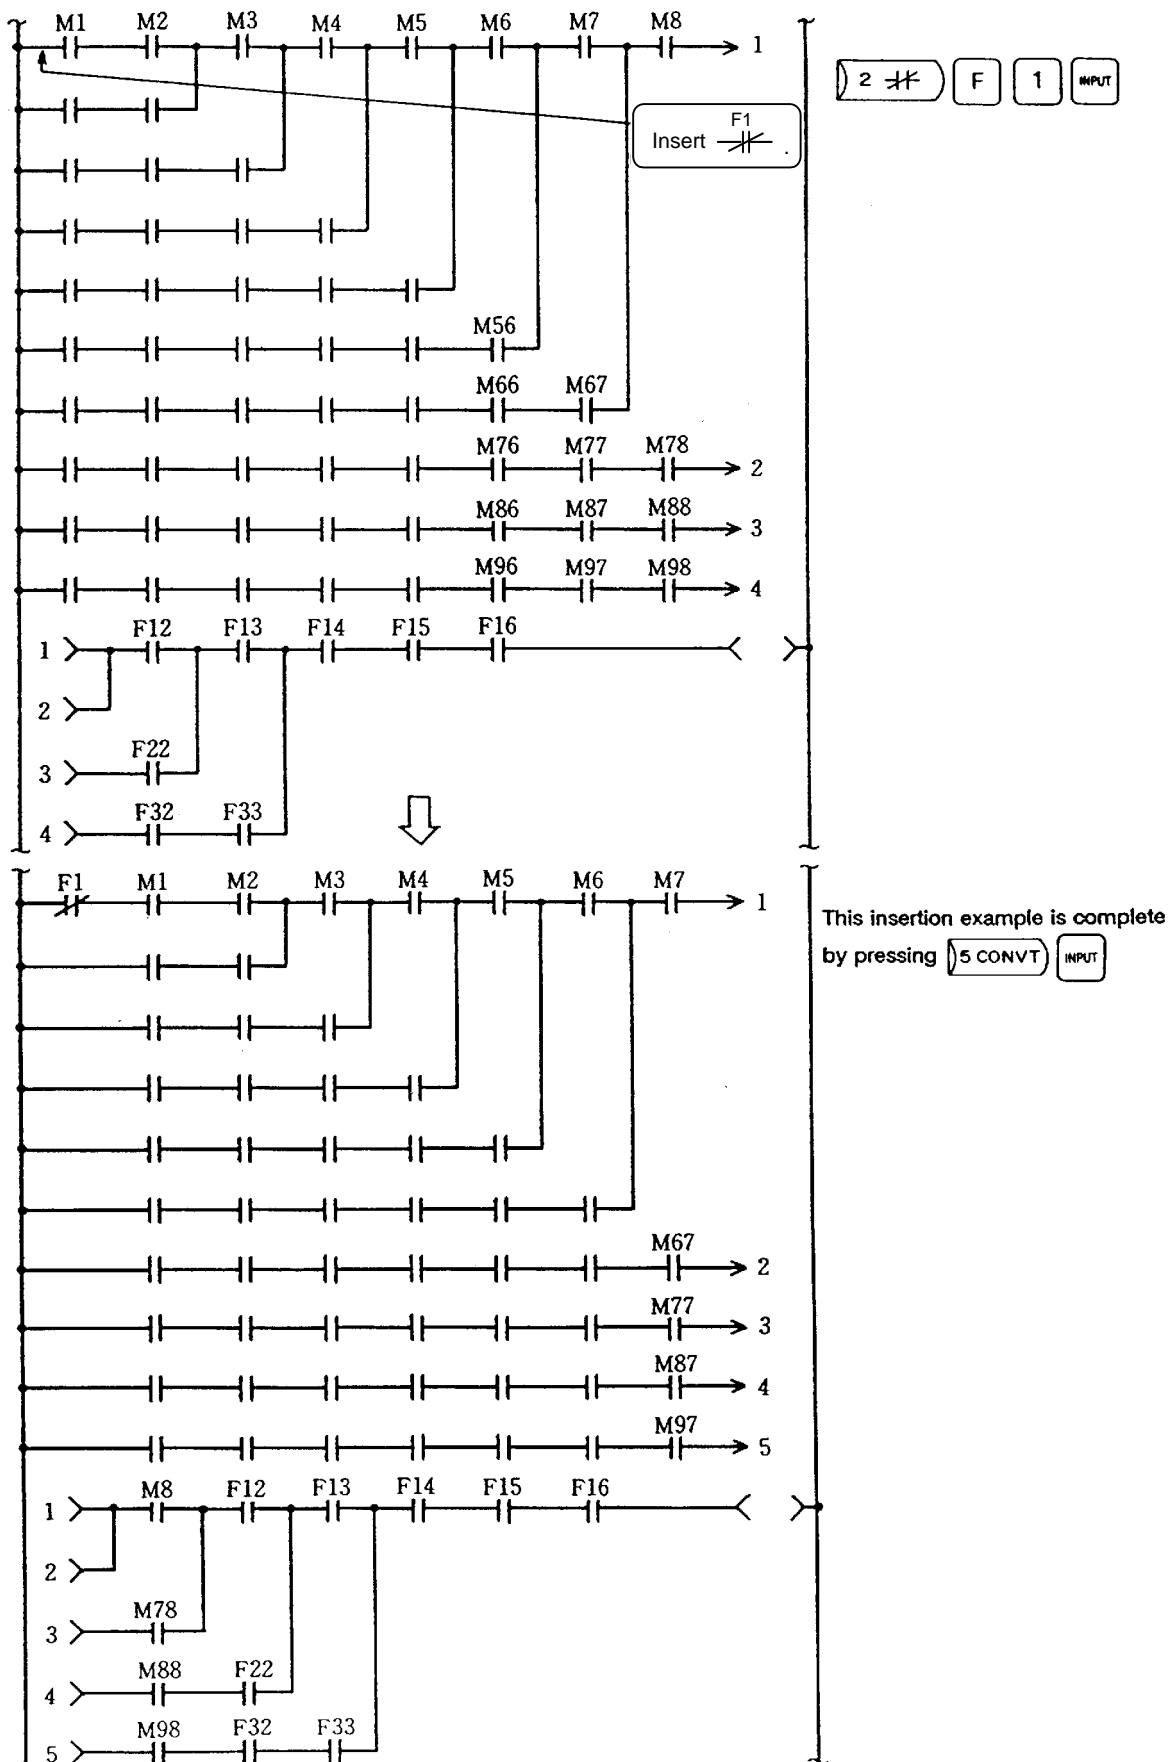 M1 M2 M3 M4 M5 M6 M7 M8
1
2 F 1 INPUT
F1
Insert .
M56
M66 M67
M76 M77 M78
2
M86 M87 M88
3
M96 M97 M98
4
F12 F13 F14 F15 F16
1
2
F22
3
F32 F33
4
F1 M1 M2 M3 M4 M5 M6 M7
1
This insertion example is complete
by pressing 5 CONVT INPUT
M67
2
M77
3
M87
4
M97
5
M8 F12 F13 F14 F15 F16
1
2
M78
3
M88 F22
4
M98 F32 F33
5